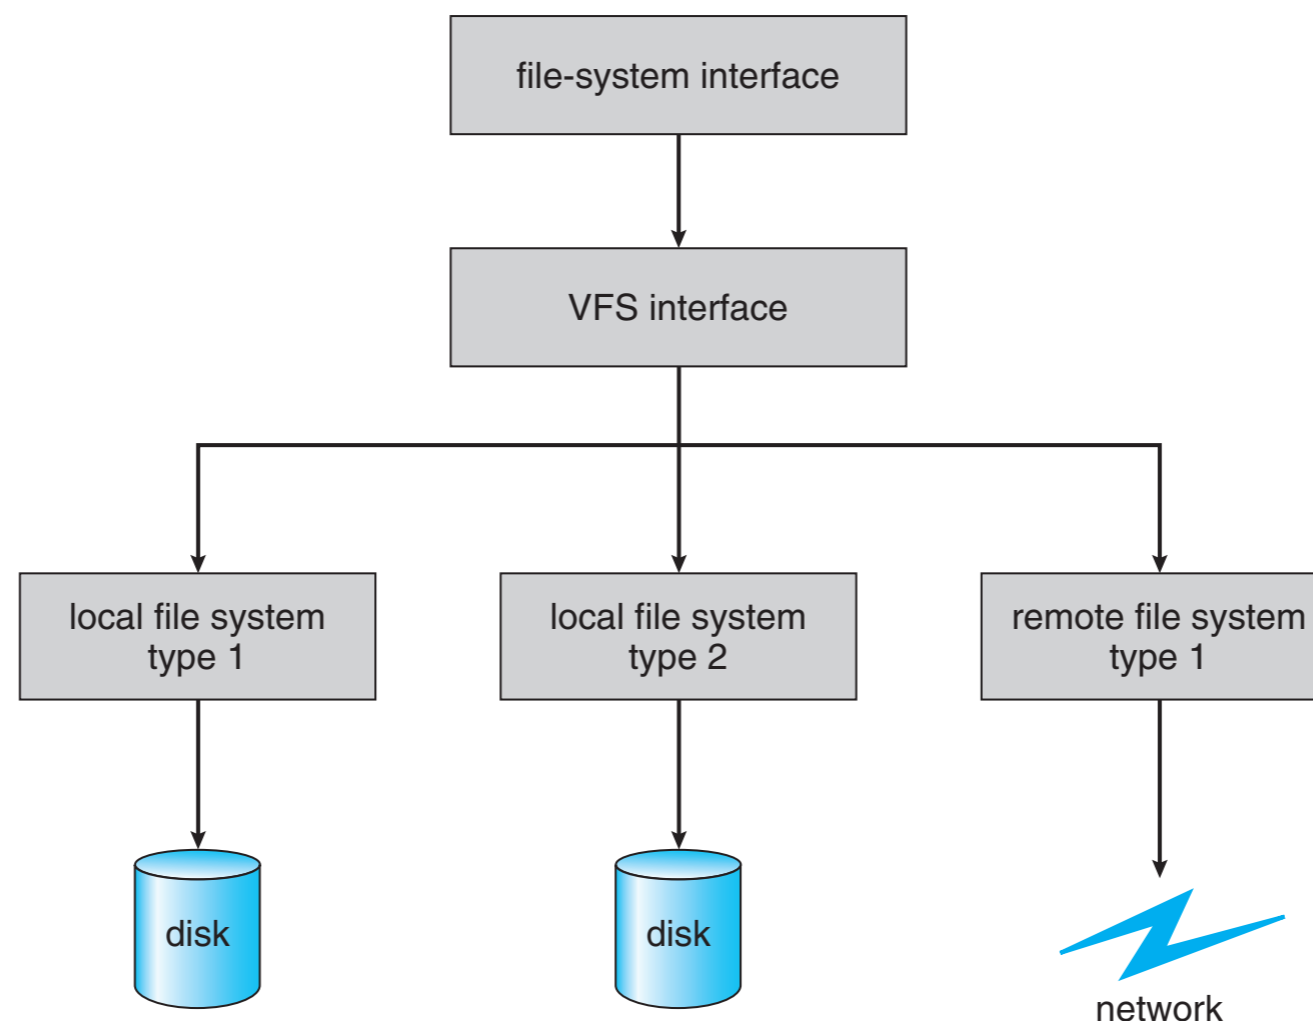 file-system interface
VFS interface
local file system
type 1
local file system
type 2
remote file system
type 1
disk
disk
network